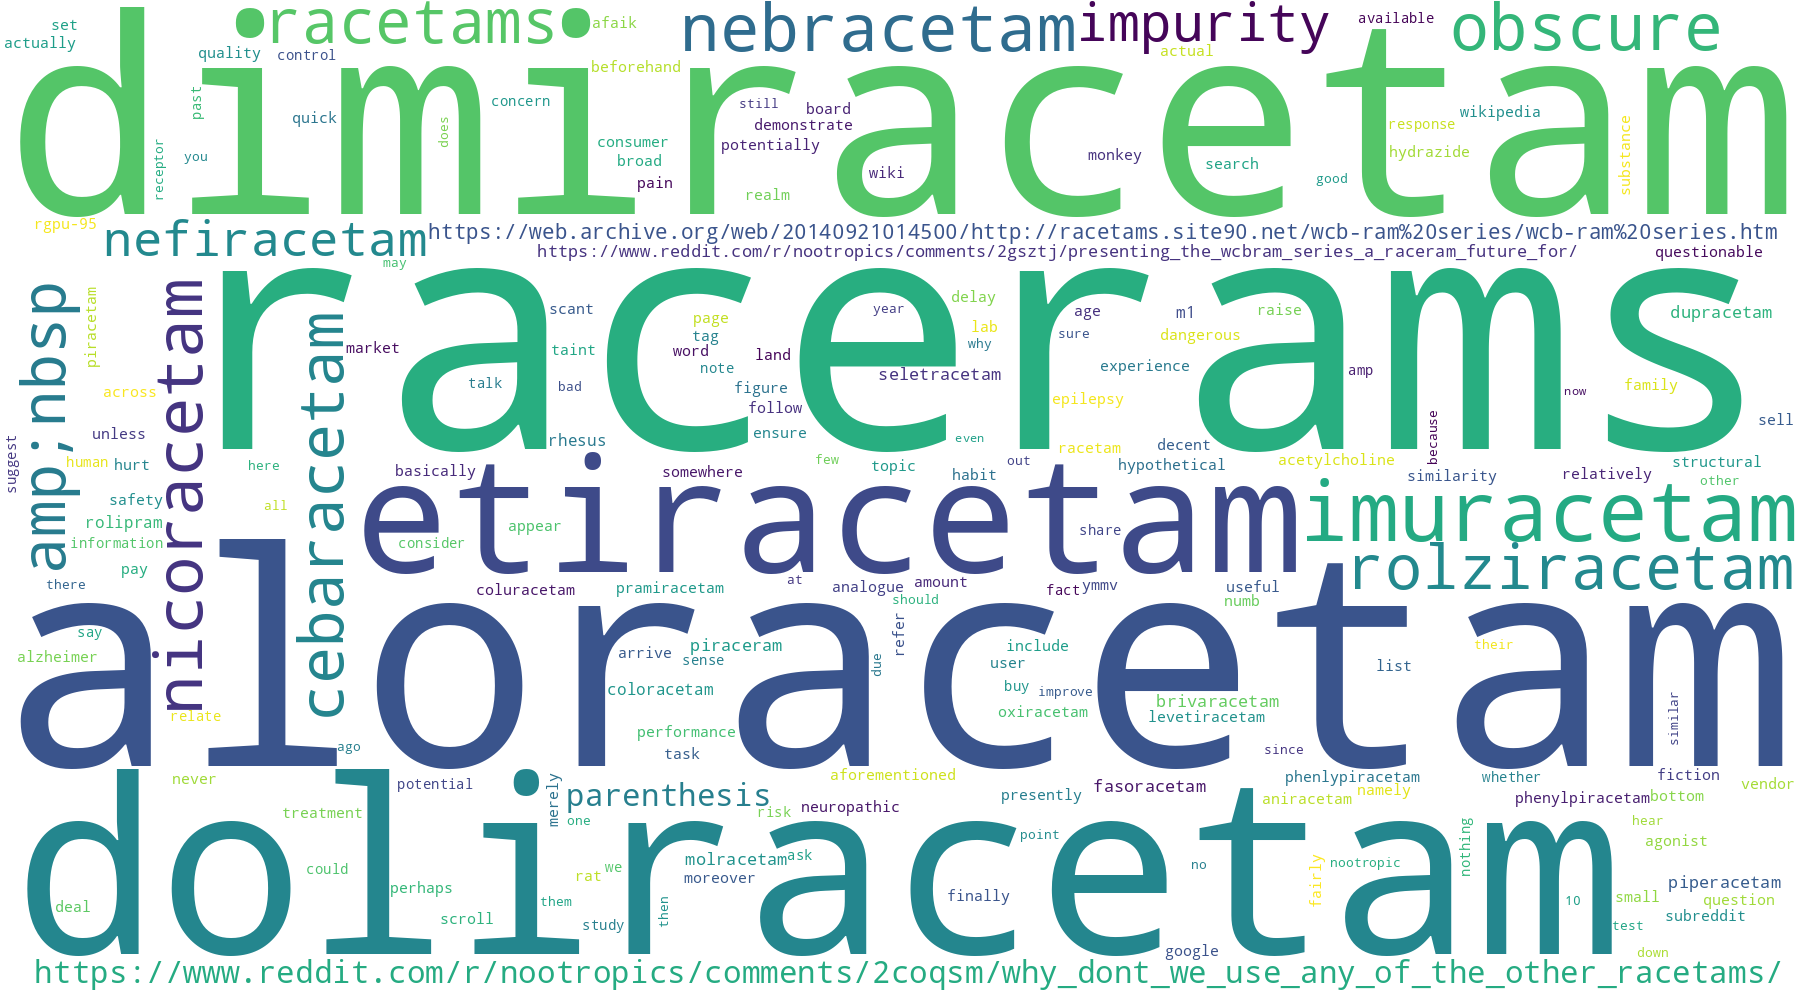 dimiracetam
racetams
nebracetam
impurity
obscure
set
actually
afaik
available
quality
control
beforehand
actual
past
quick
concern
still
board
demonstrate
wikipedia
response
does
consumer
broad
potentially
monkey
search
hydrazide
substance
receptor
you
pain
wiki
realm
good
rgpu-95
nefiracetam
https://web.archive.org/web/20140921014500/http://racetams.site90.net/wcb-ram%20series/wcb-ram%20series.htm
https://www.reddit.com/r/nootropics/comments/2gsztj/presenting_the_wcbram_series_a_raceram_future_for/
questionable
may
racerams
amp;nbsp
nicoracetam
cebaracetam
piracetam
scant
page
tag
year
delay
lab
age
m1
raise
dupracetam
market
taint
word
note
land
why
sure
dangerous
across
talk
bad
figure
seletracetam
experience
amp
family
now
follow
epilepsy
unless
ensure
even
racetam
decent
because
sell
suggest
human
hurt
here
rhesus
few
topic
out
hypothetical
acetylcholine
structural
basically
somewhere
habit
similarity
relatively
other
safety
all
etiracetam
imuracetam
rolipram
information
appear
consider
share
rolziracetam
pay
there
coluracetam
pramiracetam
at
analogue
amount
should
fact
ymmv
useful
numb
aloracetam
say
alzheimer
arrive
piraceram
sense
refer
due
include
user
list
their
coloracetam
buy
improve
oxiracetam
brivaracetam
levetiracetam
similar
relate
performance
task
ago
since
never
potential
aforementioned
phenlypiracetam
whether
fiction
vendor
doliracetam
parenthesis
merely
treatment
one
risk
neuropathic
presently
fasoracetam
aniracetam
namely
phenylpiracetam
bottom
hear
point
agonist
could
perhaps
rat
we
molracetam
ask
moreover
no
nootropic
nothing
fairly
piperacetam
deal
scroll
them
study
then
finally
10
small
question
subreddit
test
google
down
https://www.reddit.com/r/nootropics/comments/2coqsm/why_dont_we_use_any_of_the_other_racetams/